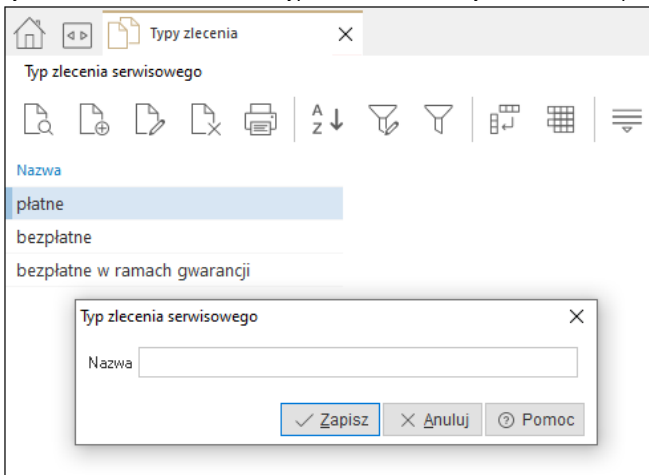 Typy zlecenia
Typ zlecenia serwisowego
A
Z
Nazwa
płatne
bezpłatne
bezpłatne w ramach gwarancji
Typ zlecenia serwisowego
Nazwa
Zapisz Anuluj Pomoc